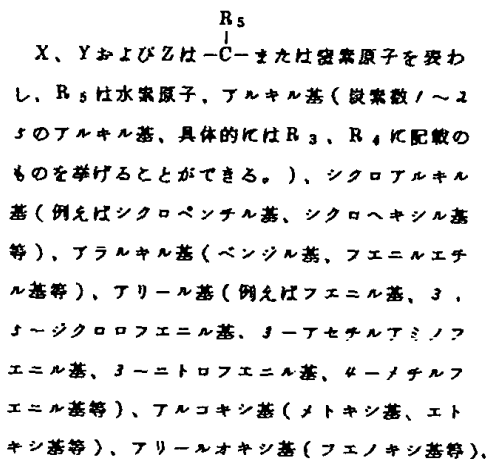 R5
X、YおよびZは-C-または窒素原子を表わ
し、R5は水素原子、アルキル基(炭素数1~2
5のアルキル基、具体的にはR3、R4に記載の
ものを挙げることができる。)、シクロアルキル
基(例えばシクロペンチル基、シクロヘキシル基
等)、アラルキル基(ベンジル基、フエニルエチ
ル基等)、アリール基(例えばフエニル基、3,
5~ジクロロフエニル基、3-アセチルアミノフ
エニル基、3~ニトロフエニル基、4-メチルフ
エニル基等)、アルコキシ基(メトキシ基、エト
キシ基等)、アリールオキシ基(フエノキシ基等)、